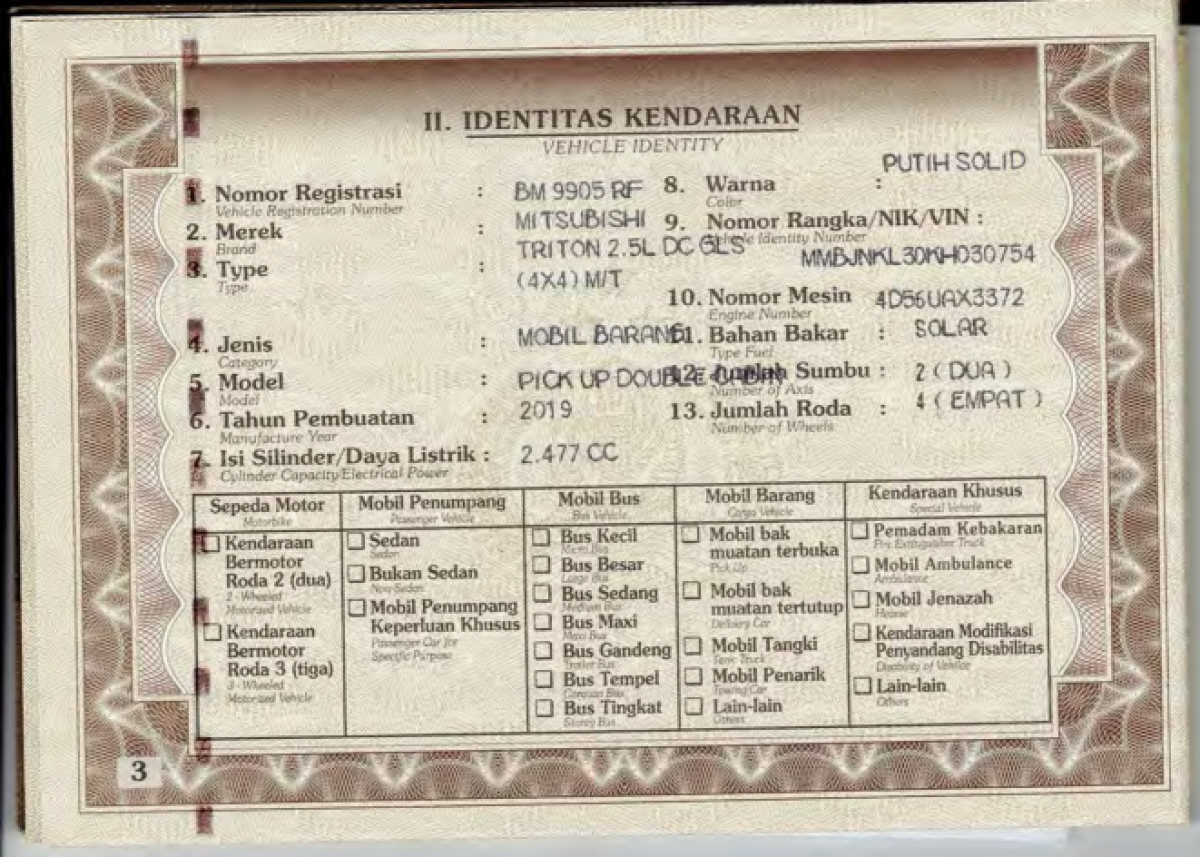 II. IDENTITAS KENDARAAN
VEHICLE IDENTITY
1. Nomor Registrasi : BM 9905 RF
Vehicle Registration Number
2. Merek : MITSUBISHI
Brand
3. Type : TRITON 2.5L DC GLS
Type
(4X4) M/T
4. Jenis : MOBIL BARANG
Category
5. Model : PICK UP DOUBLE CABIN
Model
6. Tahun Pembuatan : 2019
Manufacture Year
7. Isi Silinder/Daya Listrik : 2.477 CC
Cylinder Capacity/Electrical Power
8. Warna : PUTIH SOLID
Color
9. Nomor Rangka/NIK/VIN :
Vehicle Identity Number
MMBJNKL30KH030754
10. Nomor Mesin 4D56UAX3372
Engine Number
11. Bahan Bakar : SOLAR
Type Fuel
12. Jumlah Sumbu : 2 ( DUA )
Number of Axis
13. Jumlah Roda : 4 ( EMPAT )
Number of Wheels
Sepeda Motor
Motorbike
Kendaraan
Bermotor
Roda 2 (dua)
2 - Wheeled
Motorized Vehicle
Kendaraan
Bermotor
Roda 3 (tiga)
3 - Wheeled
Motorized Vehicle
Mobil Penumpang
Passenger Vehicle
Sedan
Sedan
Bukan Sedan
Non-Sedan
Mobil Penumpang
Keperluan Khusus
Passenger Car for
Specific Purpose
Mobil Bus
Bus Vehicle
Bus Kecil
Micro Bus
Bus Besar
Large Bus
Bus Sedang
Medium Bus
Bus Maxi
Maxi Bus
Bus Gandeng
Trailer Bus
Bus Tempel
Caravan Bus
Bus Tingkat
Storey Bus
Mobil Barang
Cargo Vehicle
Mobil bak
muatan terbuka
Pick Up
Mobil bak
muatan tertutup
Delivery Car
Mobil Tangki
Tank Truck
Mobil Penarik
Towing Car
Lain-lain
Others
Kendaraan Khusus
Special Vehicle
Pemadam Kebakaran
Fire Extinguisher Truck
Mobil Ambulance
Ambulance
Mobil Jenazah
Hearse
Kendaraan Modifikasi
Penyandang Disabilitas
Disability of Vehicle
Lain-lain
Others
3